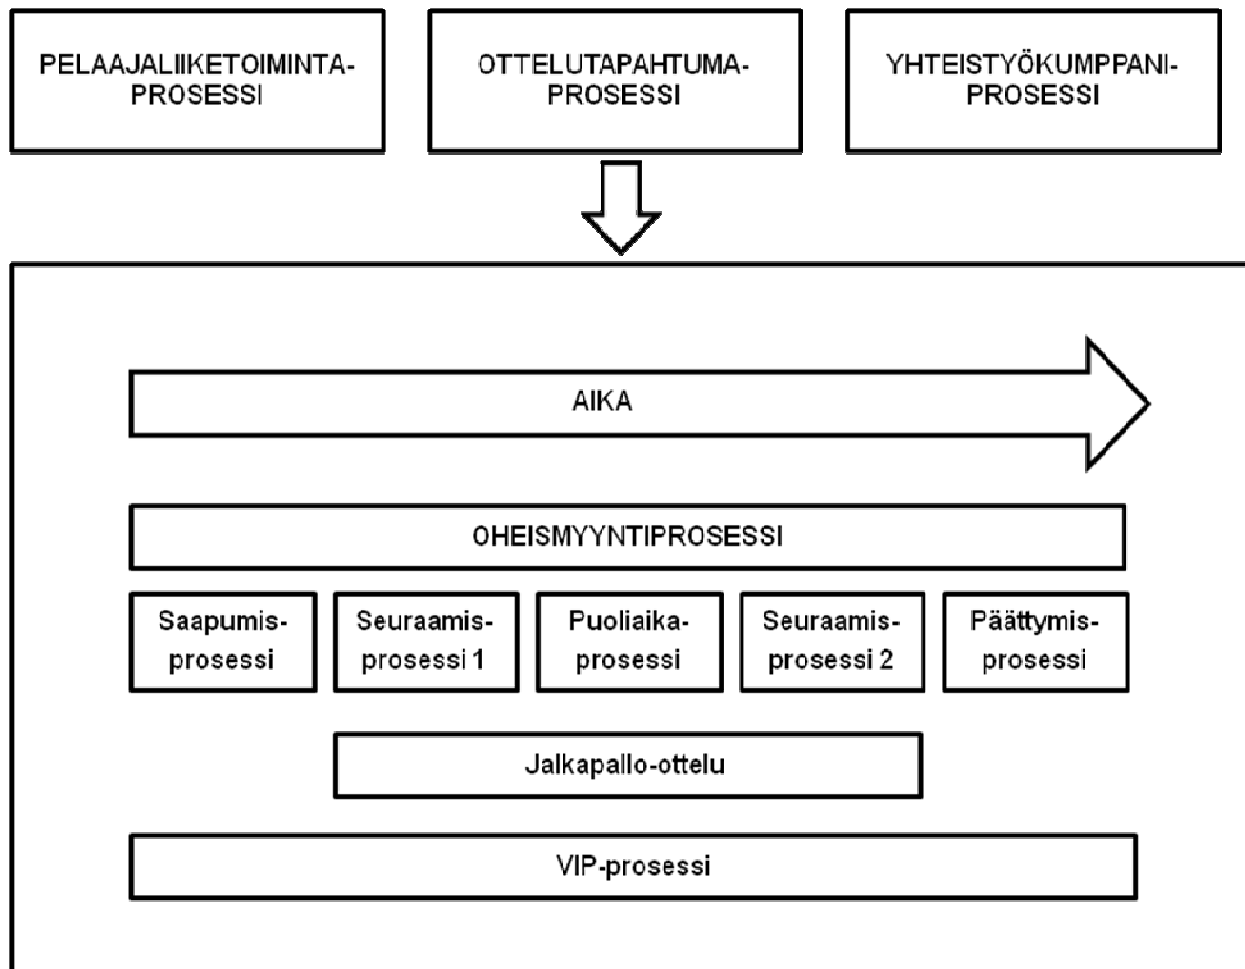 PELAAJALIIKETOIMINTA-
PROSESSI
OTTELUTAPAHTUMA-
PROSESSI
YHTEISTYÖKUMPPANI-
PROSESSI
AIKA
OHEISMYYNTIPROSESSI
Saapumis-
prosessi
Seuraamis-
prosessi 1
Puoliaika-
prosessi
Seuraamis-
prosessi 2
Päättymis-
prosessi
Jalkapallo-ottelu
VIP-prosessi